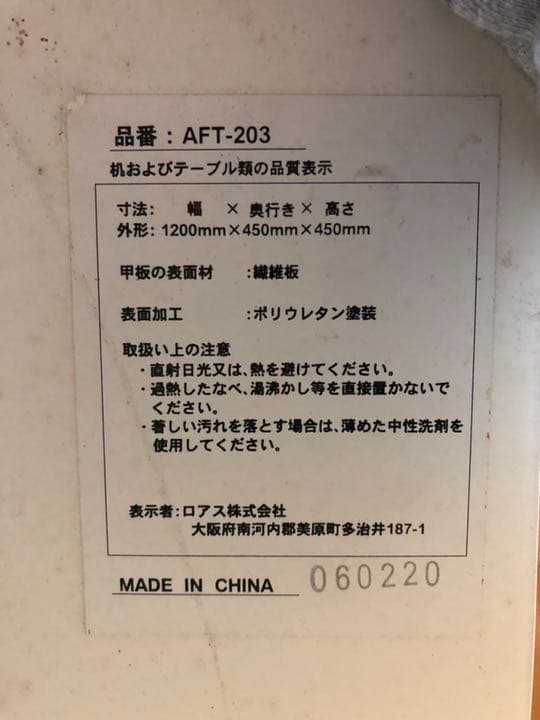 品番：AFT-203
机およびテーブル類の品質表示
寸法： 幅 × 奥行き × 高さ
外形：1200mm×450mm×450mm
甲板の表面材 ：繊維板
表面加工 ：ポリウレタン塗装
取扱い上の注意
・直射日光又は、熱を避けてください。
・過熱したなべ、湯沸かし等を直接置かないで
ください。
・著しい汚れを落とす場合は、薄めた中性洗剤を
使用してください。
表示者：ロアス株式会社
大阪府南河内郡美原町多治井187-1
MADE IN CHINA 060220